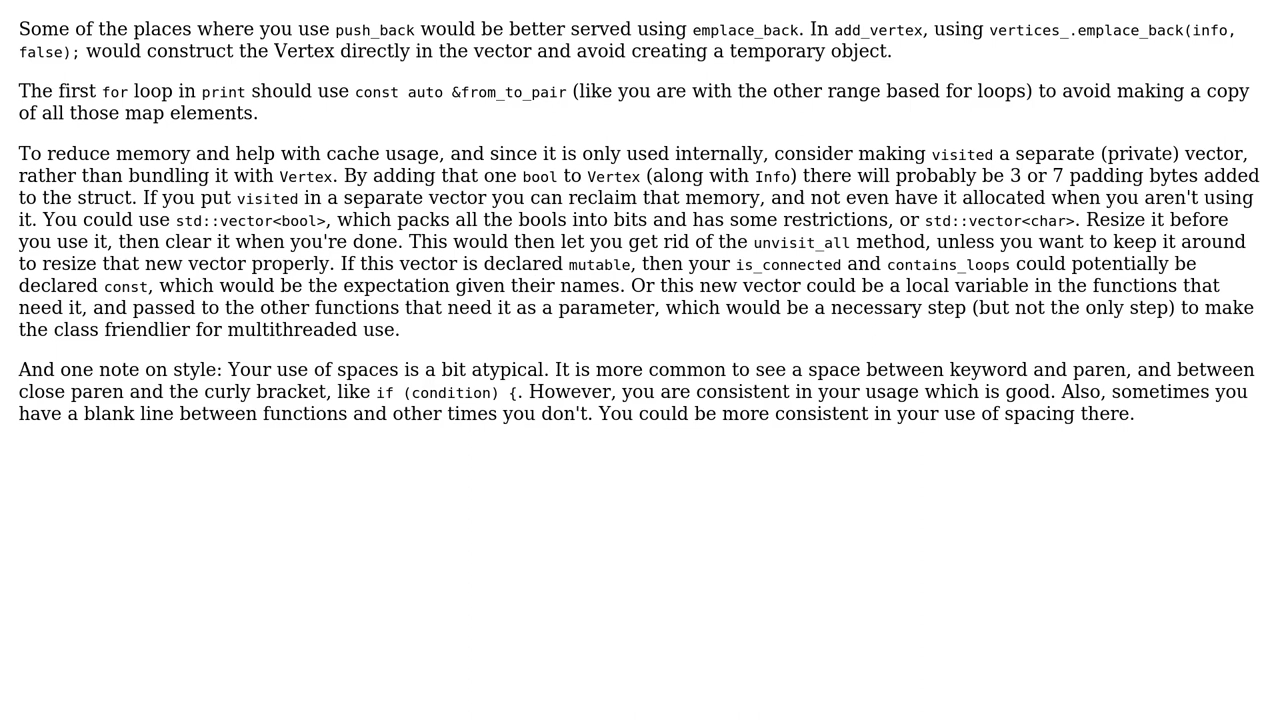 Some of the places where you use push_back would be better served using emplace_back. In add_vertex, using vertices_.emplace_back(info,
false); would construct the Vertex directly in the vector and avoid creating a temporary object.
The first for loop in print should use const auto &from_to_pair (like you are with the other range based for loops) to avoid making a copy
of all those map elements.
To reduce memory and help with cache usage, and since it is only used internally, consider making visited a separate (private) vector,
rather than bundling it with Vertex. By adding that one bool to Vertex (along with Info) there will probably be 3 or 7 padding bytes added
to the struct. If you put visited in a separate vector you can reclaim that memory, and not even have it allocated when you aren't using
it. You could use std::vector<bool>, which packs all the bools into bits and has some restrictions, or std::vector<char>. Resize it before
you use it, then clear it when you're done. This would then let you get rid of the unvisit_all method, unless you want to keep it around
to resize that new vector properly. If this vector is declared mutable, then your is_connected and contains_loops could potentially be
declared const, which would be the expectation given their names. Or this new vector could be a local variable in the functions that
need it, and passed to the other functions that need it as a parameter, which would be a necessary step (but not the only step) to make
the class friendlier for multithreaded use.
And one note on style: Your use of spaces is a bit atypical. It is more common to see a space between keyword and paren, and between
close paren and the curly bracket, like if (condition) {. However, you are consistent in your usage which is good. Also, sometimes you
have a blank line between functions and other times you don't. You could be more consistent in your use of spacing there.